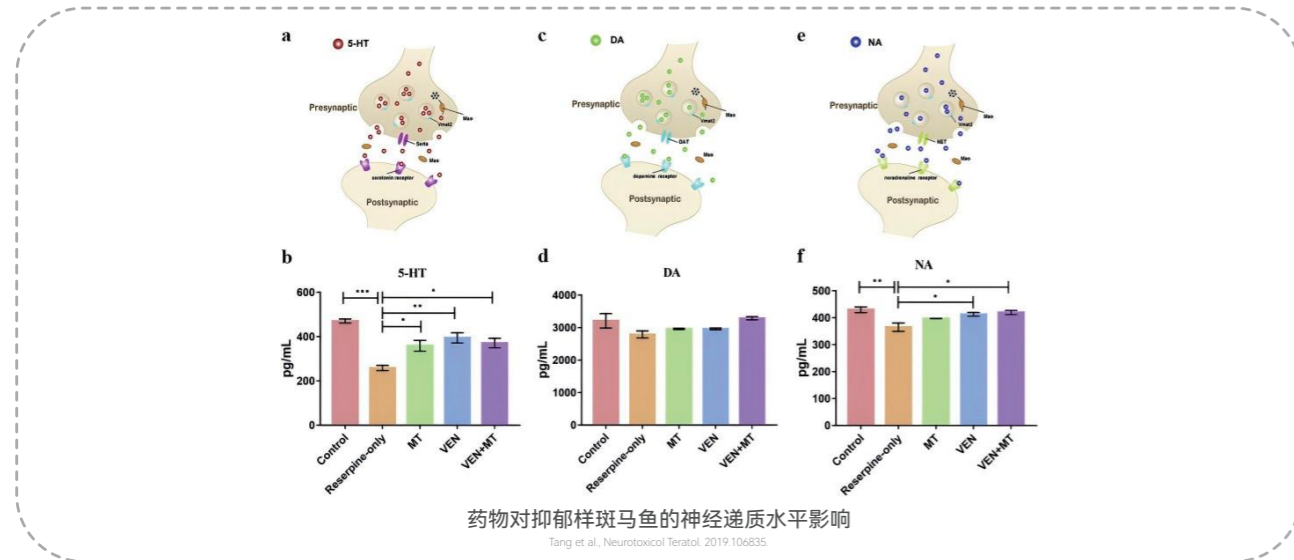 a
5-HT
Presynaptic
Mao
Vmat2
Serta
Mao
serotonin receptor
Postsynaptic
c
DA
Presynaptic
Mao
Vmat2
DAT
Mao
dopamine receptor
Postsynaptic
e
NA
Presynaptic
Mao
Vmat2
NET
Mao
noradrenaline receptor
Postsynaptic
b
5-HT
***
*
**
*
pg/mL
600
400
200
0
Control
Reserpine-only
MT
VEN
VEN+MT
d
DA
pg/mL
4000
3000
2000
1000
0
Control
Reserpine-only
MT
VEN
VEN+MT
f
NA
**
*
*
pg/mL
500
400
300
200
100
0
Control
Reserpine-only
MT
VEN
VEN+MT
药物对抑郁样斑马鱼的神经递质水平影响
Tang et al., Neurotoxicol Teratol. 2019.106835.